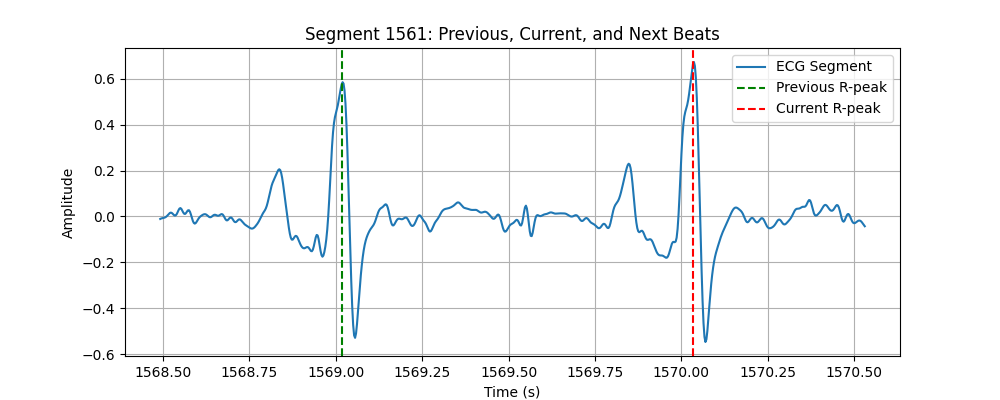 Segment 1561: Previous, Current, and Next Beats
ECG Segment
Previous R-peak
Current R-peak
Amplitude
0.6
0.4
0.2
0.0
−0.2
−0.4
−0.6
1568.50 1568.75 1569.00 1569.25 1569.50 1569.75 1570.00 1570.25 1570.50
Time (s)